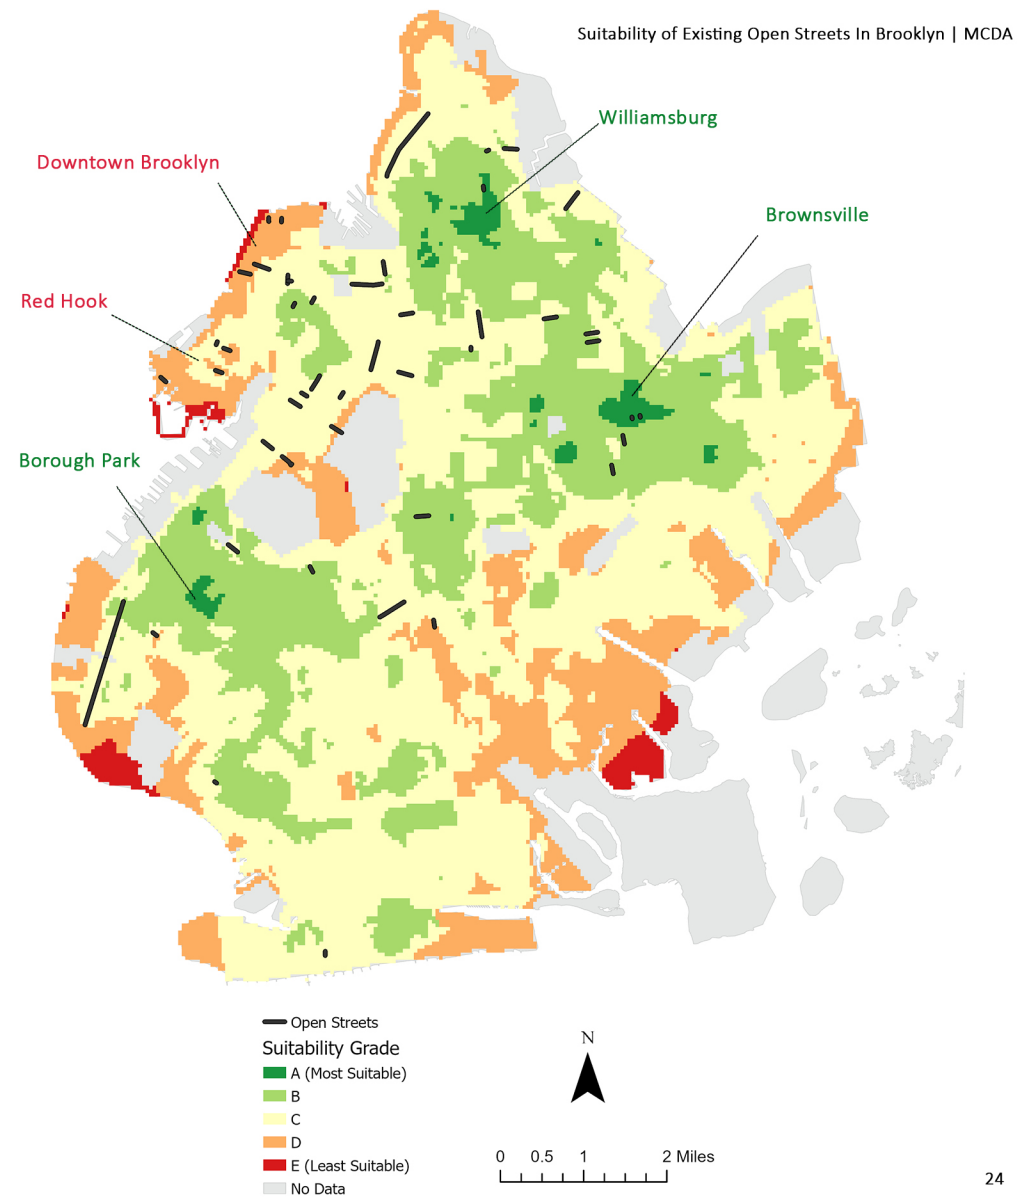 Suitability of Existing Open Streets In Brooklyn | MCDA
Williamsburg
Downtown Brooklyn
Brownsville
Red Hook
Borough Park
Open Streets
Suitability Grade
A (Most Suitable)
B
C
D
E (Least Suitable)
No Data
N
0 0.5 1 2 Miles
24